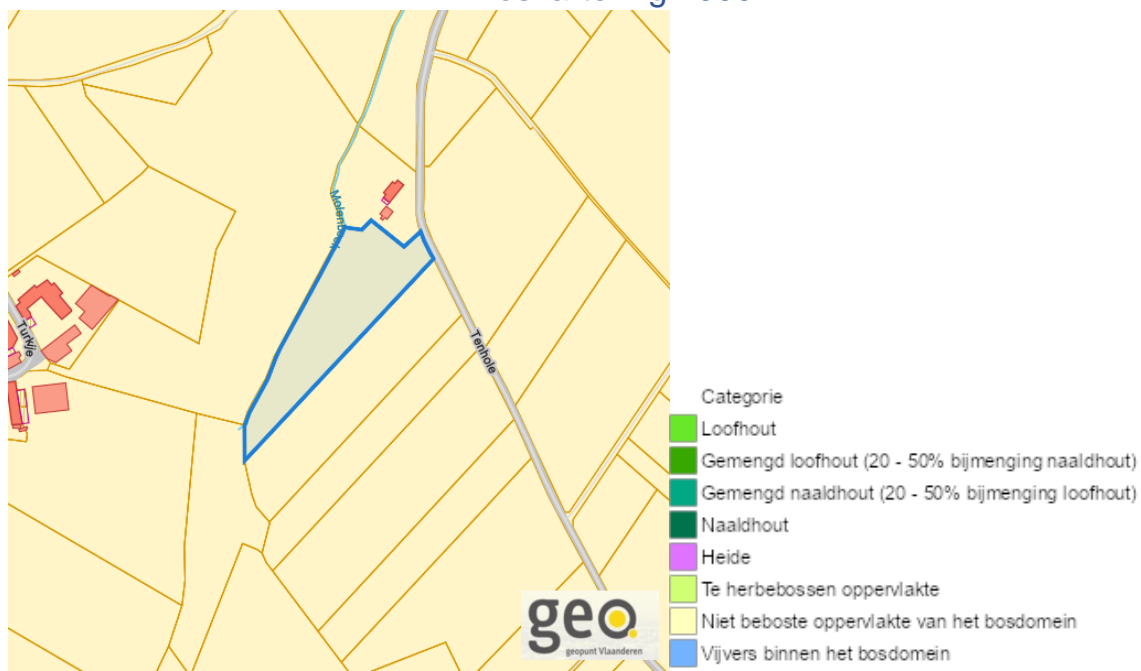 Molenbeek
Turkije
Tenhole
geo.
geopunt Vlaanderen
Categorie
Loofhout
Gemengd loofhout (20 - 50% bijmenging naaldhout)
Gemengd naaldhout (20 - 50% bijmenging loofhout)
Naaldhout
Heide
Te herbebossen oppervlakte
Niet beboste oppervlakte van het bosdomein
Vijvers binnen het bosdomein